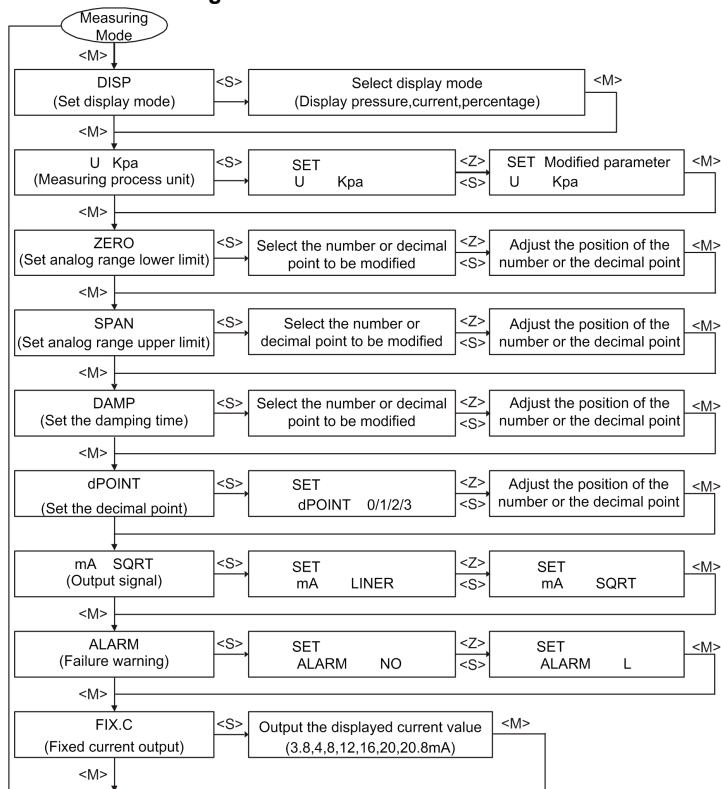 Measuring
Mode
<M>
DISP
(Set display mode)
<S>
Select display mode
(Display pressure,current,percentage)
<M>
<M>
U Kpa
(Measuring process unit)
<S>
SET
U Kpa
<Z>
<S>
SET Modified parameter
U Kpa
<M>
<M>
ZERO
(Set analog range lower limit)
<S>
Select the number or decimal
point to be modified
<Z>
<S>
Adjust the position of the
number or the decimal point
<M>
<M>
SPAN
(Set analog range upper limit)
<S>
Select the number or
decimal point to be modified
<Z>
<S>
Adjust the position of the
number or the decimal point
<M>
<M>
DAMP
(Set the damping time)
<S>
Select the number or decimal
point to be modified
<Z>
<S>
Adjust the position of the
number or the decimal point
<M>
<M>
dPOINT
(Set the decimal point)
<S>
SET
dPOINT 0/1/2/3
<Z>
<S>
Adjust the position of the
number or the decimal point
<M>
mA SQRT
(Output signal)
<S>
SET
mA LINER
<Z>
<S>
SET
mA SQRT
<M>
<M>
ALARM
(Failure warning)
<S>
SET
ALARM NO
<Z>
<S>
SET
ALARM L
<M>
<M>
FIX.C
(Fixed current output)
<S>
Output the displayed current value
(3.8,4,8,12,16,20,20.8mA)
<M>
<M>